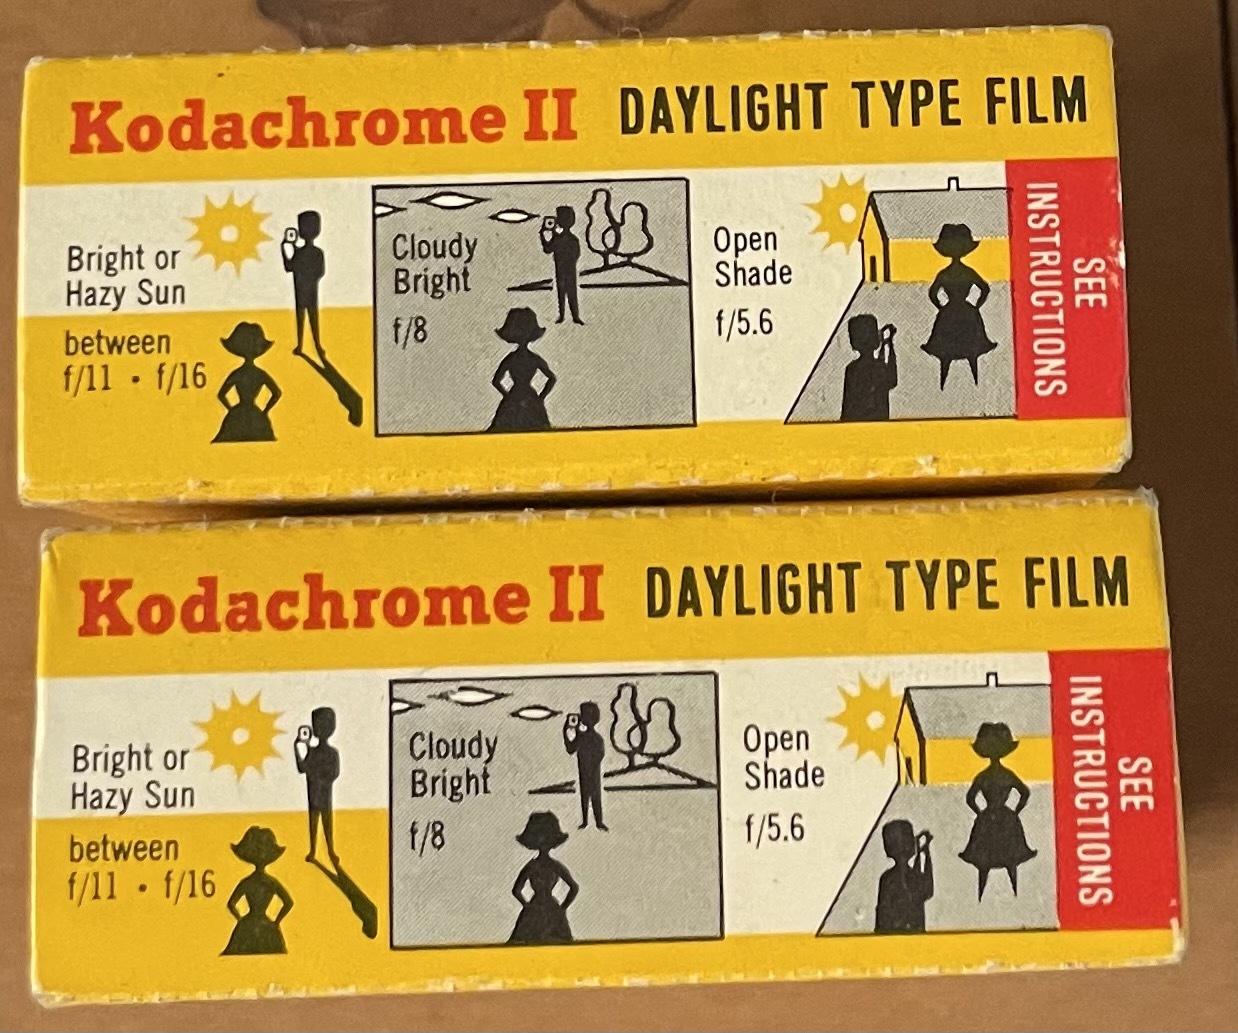 Kodachrome II DAYLIGHT TYPE FILM
Bright or
Hazy Sun
between
f/11 • f/16
Cloudy
Bright
f/8
Open
Shade
f/5.6
SEE
INSTRUCTIONS
Kodachrome II DAYLIGHT TYPE FILM
Bright or
Hazy Sun
between
f/11 • f/16
Cloudy
Bright
f/8
Open
Shade
f/5.6
SEE
INSTRUCTIONS